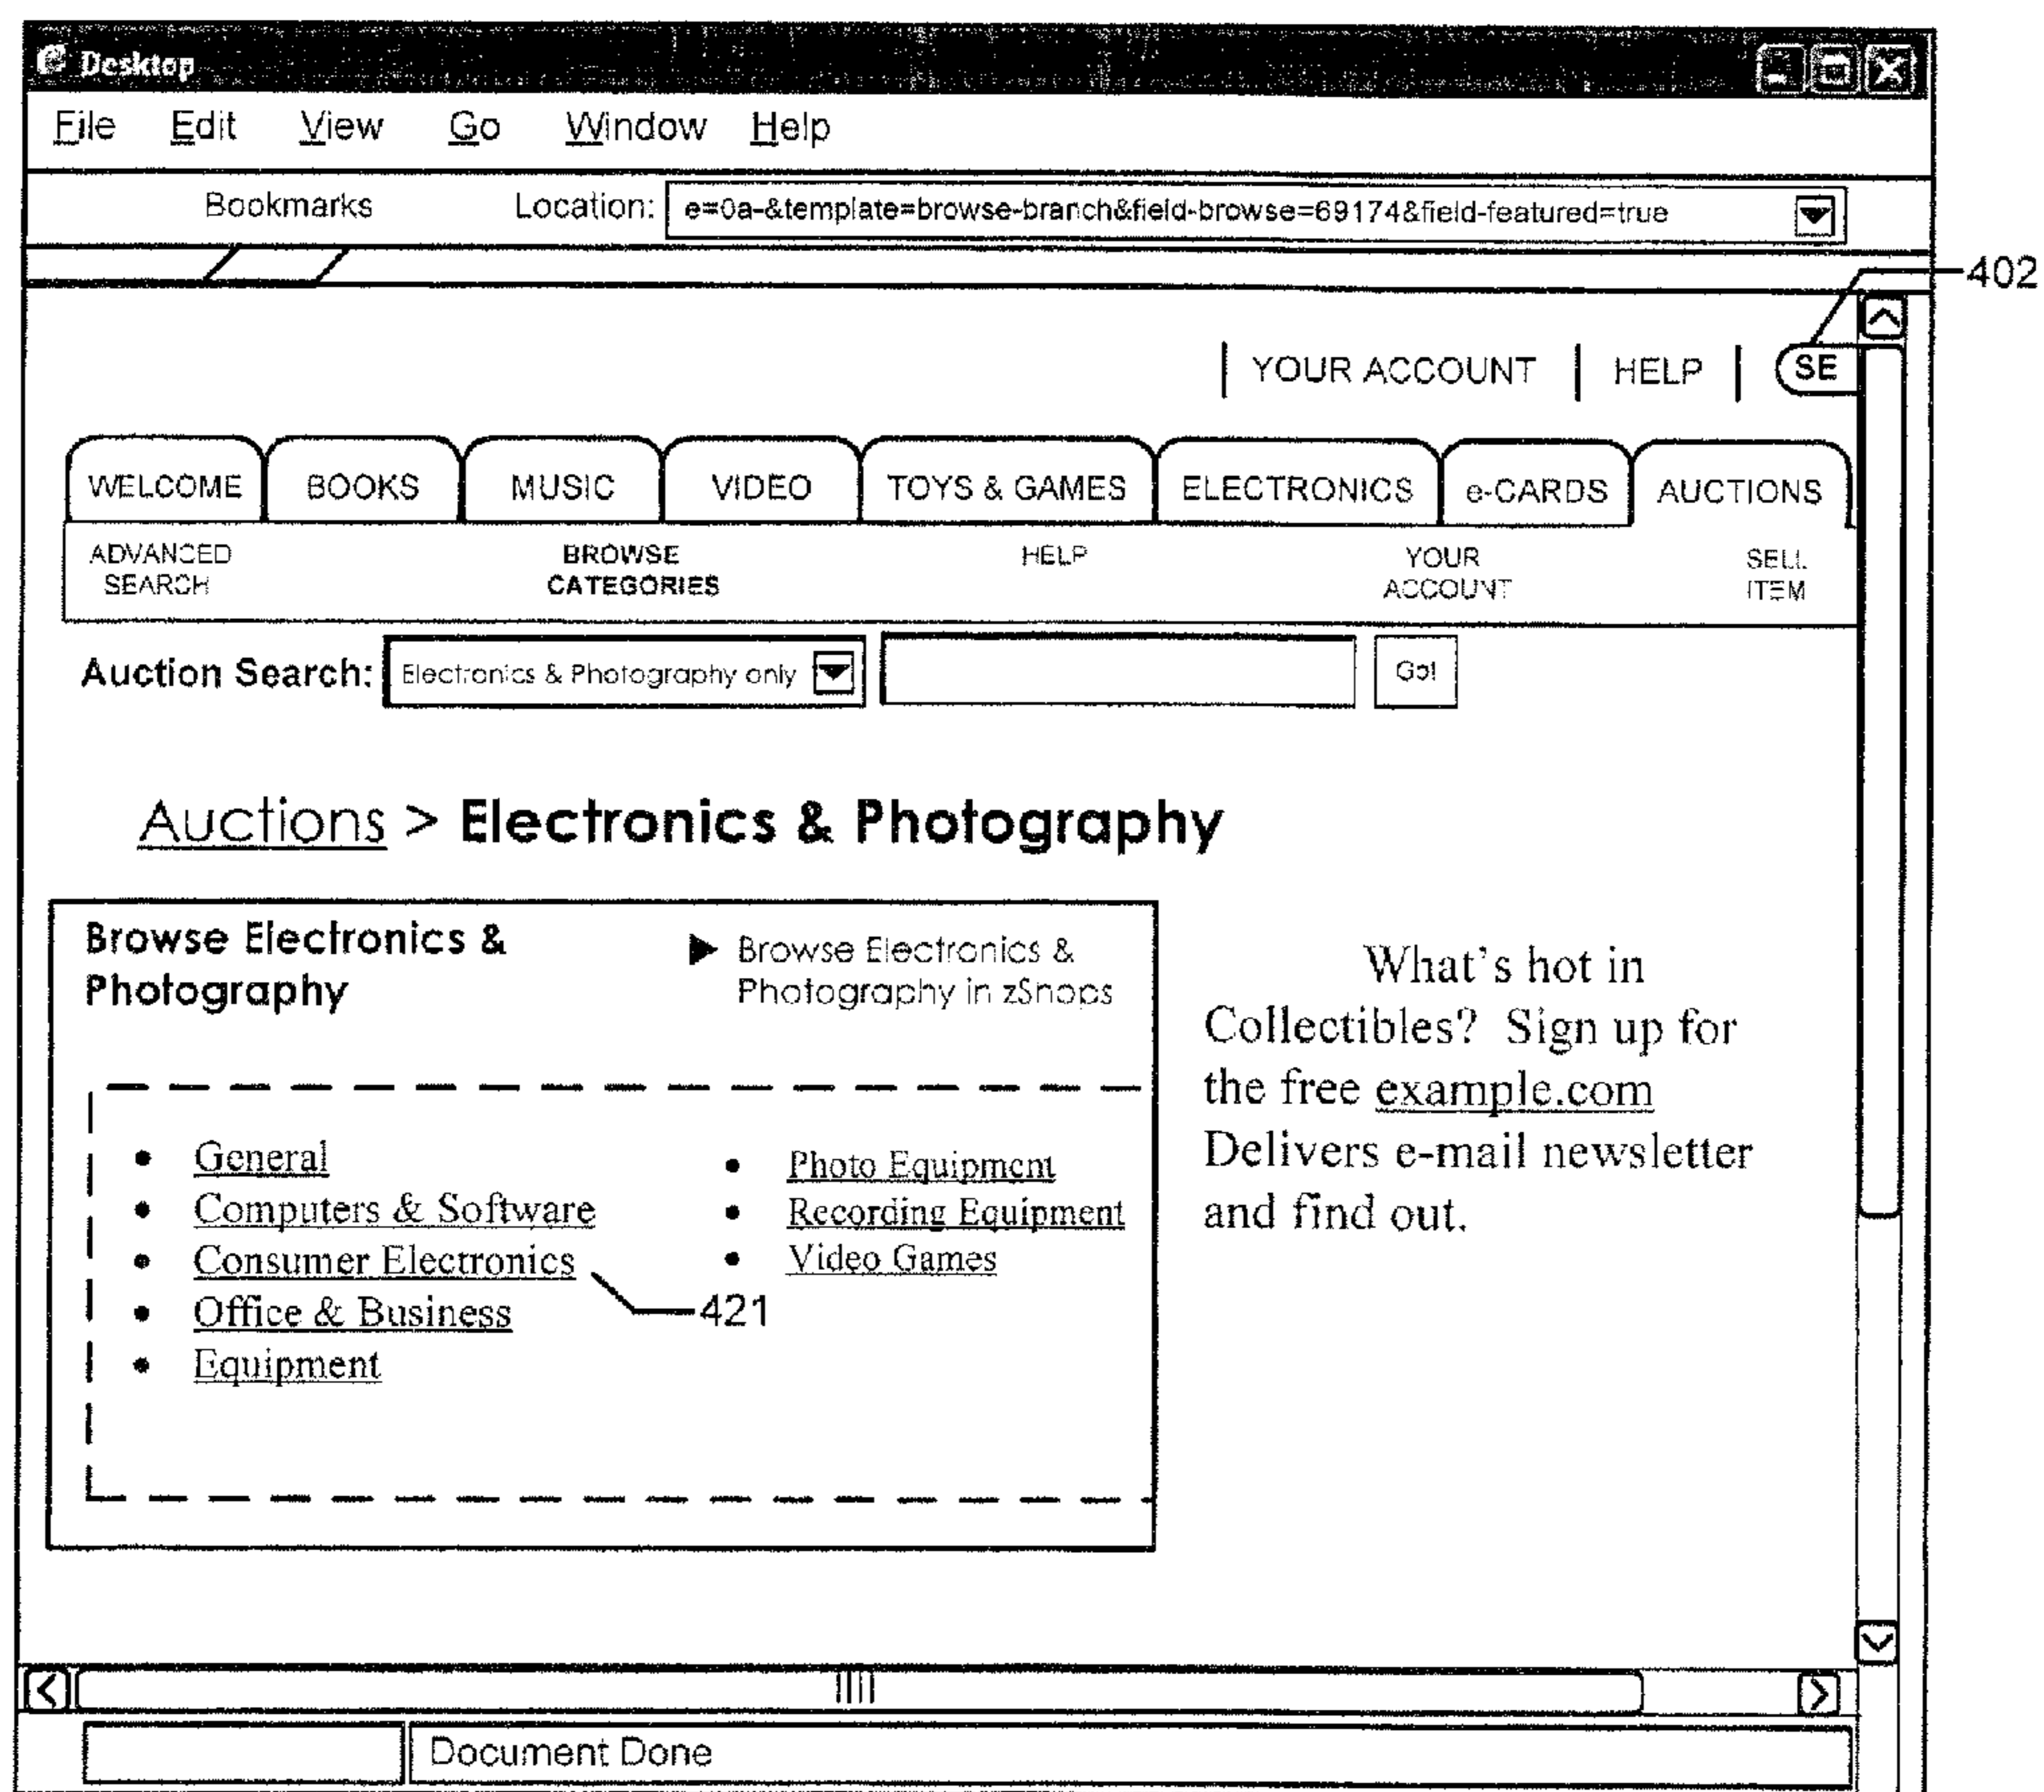 Desktop
File Edit View Go Window Help
Bookmarks Location: e=0a-&template=browse-branch&field-browse=69174&field-featured=true
402
YOUR ACCOUNT | HELP | SE
WELCOME BOOKS MUSIC VIDEO TOYS & GAMES ELECTRONICS e-CARDS AUCTIONS
ADVANCED SEARCH
BROWSE CATEGORIES
HELP
YOUR ACCOUNT
SELL ITEM
Auction Search: Electronics & Photography only Go!
Auctions > Electronics & Photography
Browse Electronics &
Photography
▶ Browse Electronics &
Photography in zShops
• General
• Computers & Software
• Consumer Electronics
421
• Office & Business
• Equipment
• Photo Equipment
• Recording Equipment
• Video Games
What's hot in
Collectibles? Sign up for
the free example.com
Delivers e-mail newsletter
and find out.
Document Done